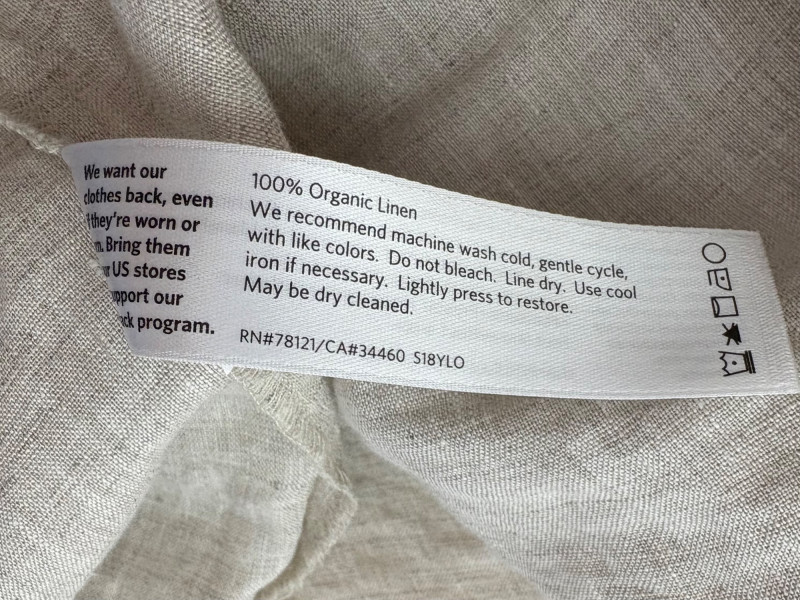 We want our
clothes back, even
they're worn or
Bring them
US stores
our
program.
100% Organic Linen
We recommend machine wash cold, gentle cycle,
with like colors. Do not bleach. Line dry. Use cool
iron if necessary. Lightly press to restore.
May be dry cleaned.
RN#78121/CA#34460 S18YLO